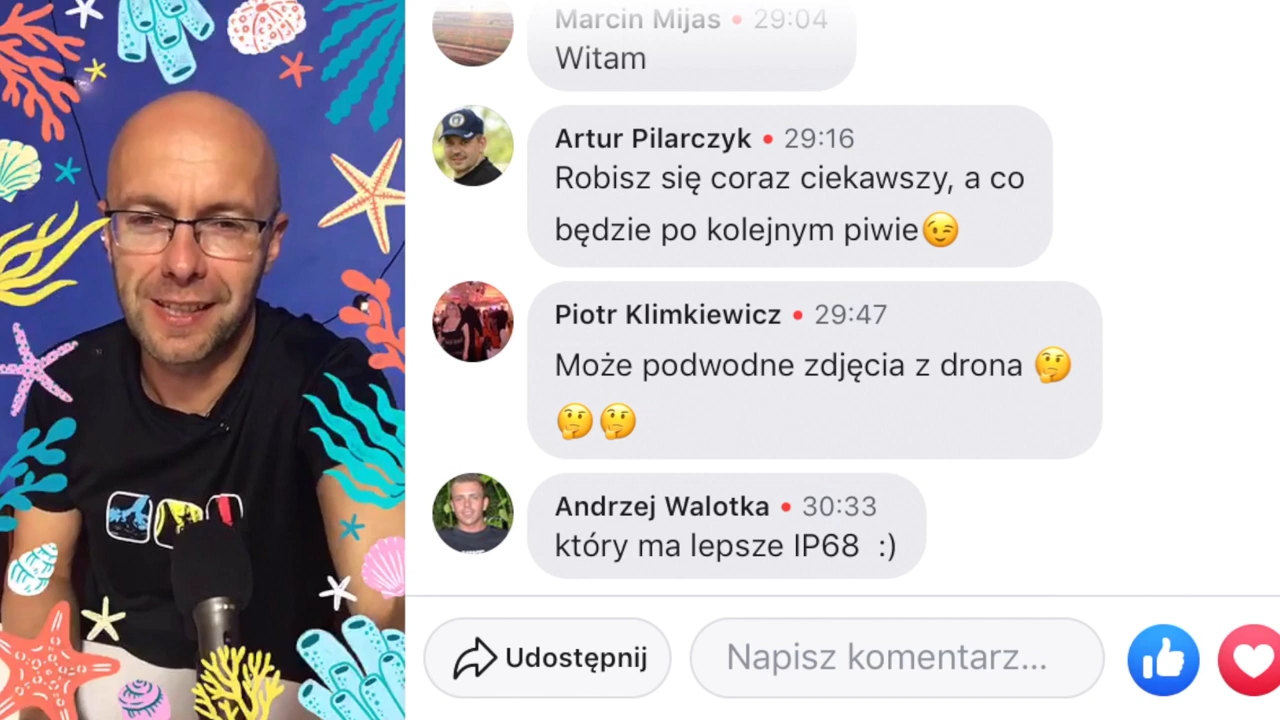 Marcin Mijas • 29:04
Witam
Artur Pilarczyk • 29:16
Robisz się coraz ciekawszy, a co
będzie po kolejnym piwie😉
Piotr Klimkiewicz • 29:47
Może podwodne zdjęcia z drona 🤔
🤔🤔
Andrzej Walotka • 30:33
który ma lepsze IP68 :)
Udostępnij
Napisz komentarz...